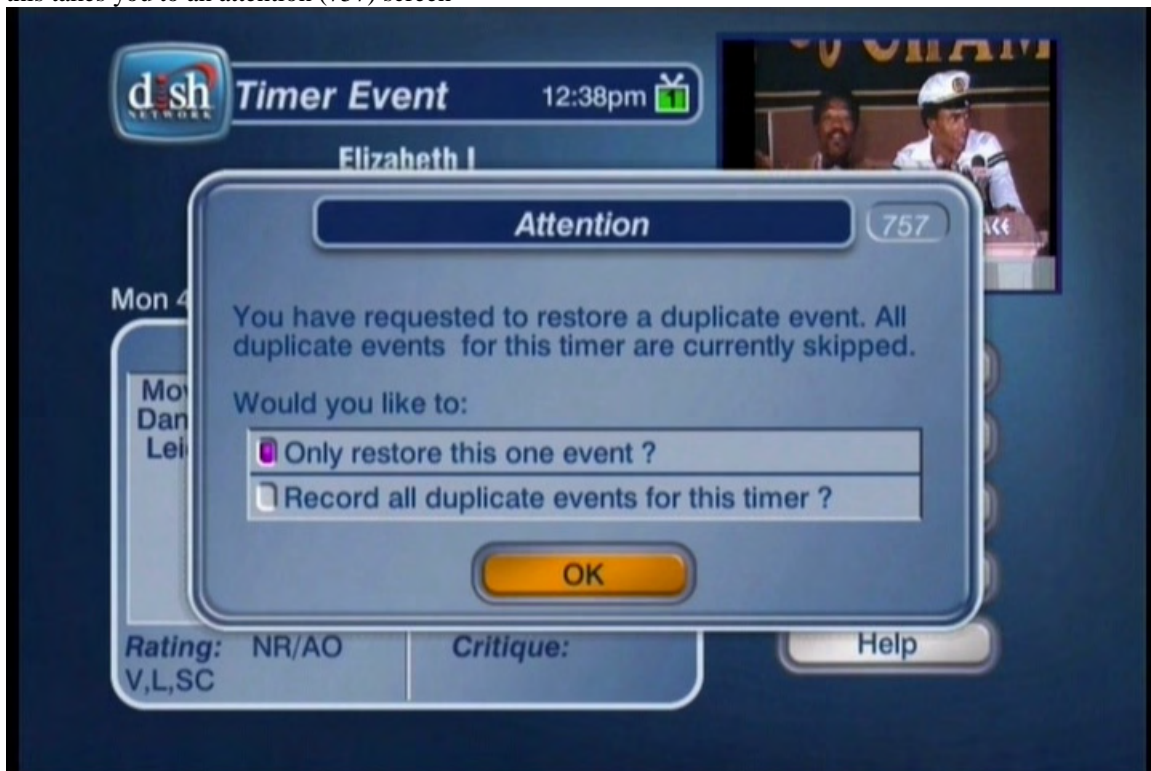 this takes you to an attention (757) screen
dish
NETWORK
Timer Event
12:38pm
1
Elizabeth I
Attention
757
Mon 4
You have requested to restore a duplicate event. All
duplicate events for this timer are currently skipped.
Would you like to:
Only restore this one event ?
Record all duplicate events for this timer ?
OK
Rating: NR/AO
V,L,SC
Critique:
Help